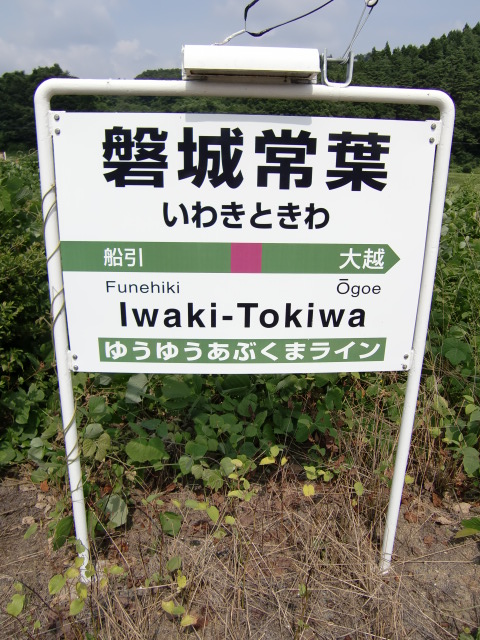 磐城常葉
いわきときわ
船引 大越
Funehiki Ōgoe
Iwaki-Tokiwa
ゆうゆうあぶくまライン